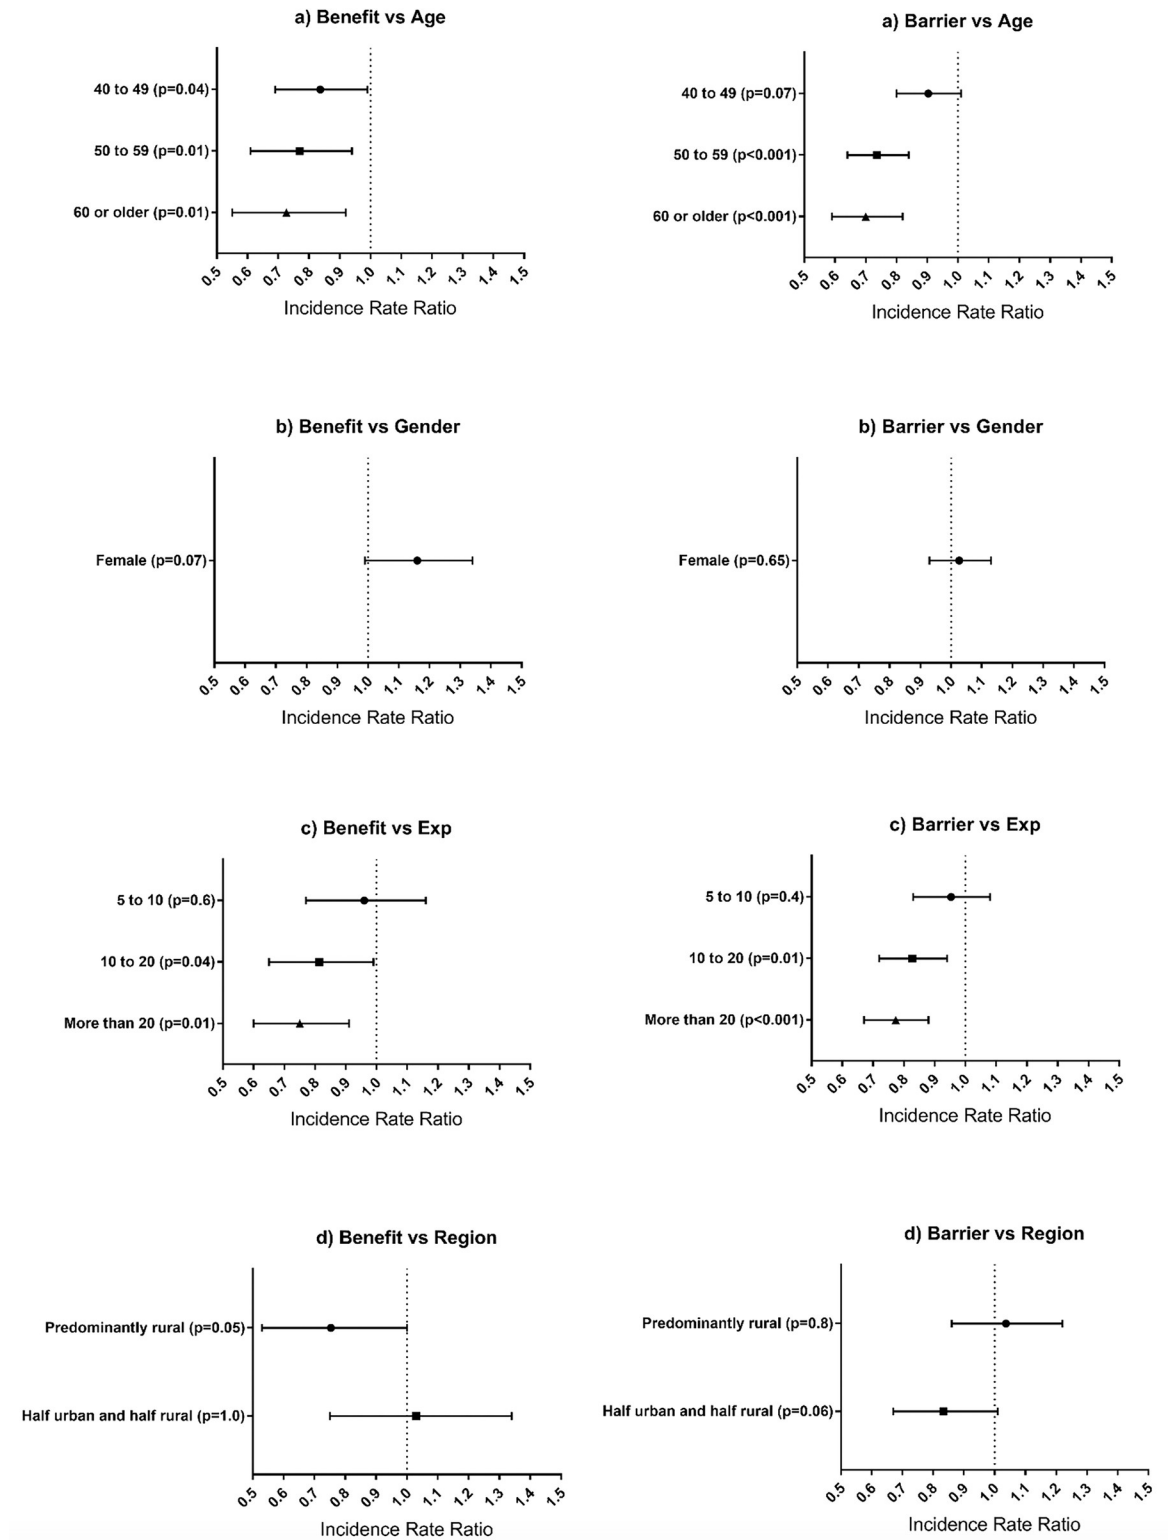 a) Benefit vs Age
40 to 49 (p=0.04)
50 to 59 (p=0.01)
60 or older (p=0.01)
0.5 0.6 0.7 0.8 0.9 1.0 1.1 1.2 1.3 1.4 1.5
Incidence Rate Ratio
a) Barrier vs Age
40 to 49 (p=0.07)
50 to 59 (p<0.001)
60 or older (p<0.001)
0.5 0.6 0.7 0.8 0.9 1.0 1.1 1.2 1.3 1.4 1.5
Incidence Rate Ratio
b) Benefit vs Gender
Female (p=0.07)
0.5 0.6 0.7 0.8 0.9 1.0 1.1 1.2 1.3 1.4 1.5
Incidence Rate Ratio
b) Barrier vs Gender
Female (p=0.65)
0.5 0.6 0.7 0.8 0.9 1.0 1.1 1.2 1.3 1.4 1.5
Incidence Rate Ratio
c) Benefit vs Exp
5 to 10 (p=0.6)
10 to 20 (p=0.04)
More than 20 (p=0.01)
0.5 0.6 0.7 0.8 0.9 1.0 1.1 1.2 1.3 1.4 1.5
Incidence Rate Ratio
c) Barrier vs Exp
5 to 10 (p=0.4)
10 to 20 (p=0.01)
More than 20 (p<0.001)
0.5 0.6 0.7 0.8 0.9 1.0 1.1 1.2 1.3 1.4 1.5
Incidence Rate Ratio
d) Benefit vs Region
Predominantly rural (p=0.05)
Half urban and half rural (p=1.0)
0.5 0.6 0.7 0.8 0.9 1.0 1.1 1.2 1.3 1.4 1.5
Incidence Rate Ratio
d) Barrier vs Region
Predominantly rural (p=0.8)
Half urban and half rural (p=0.06)
0.5 0.6 0.7 0.8 0.9 1.0 1.1 1.2 1.3 1.4 1.5
Incidence Rate Ratio